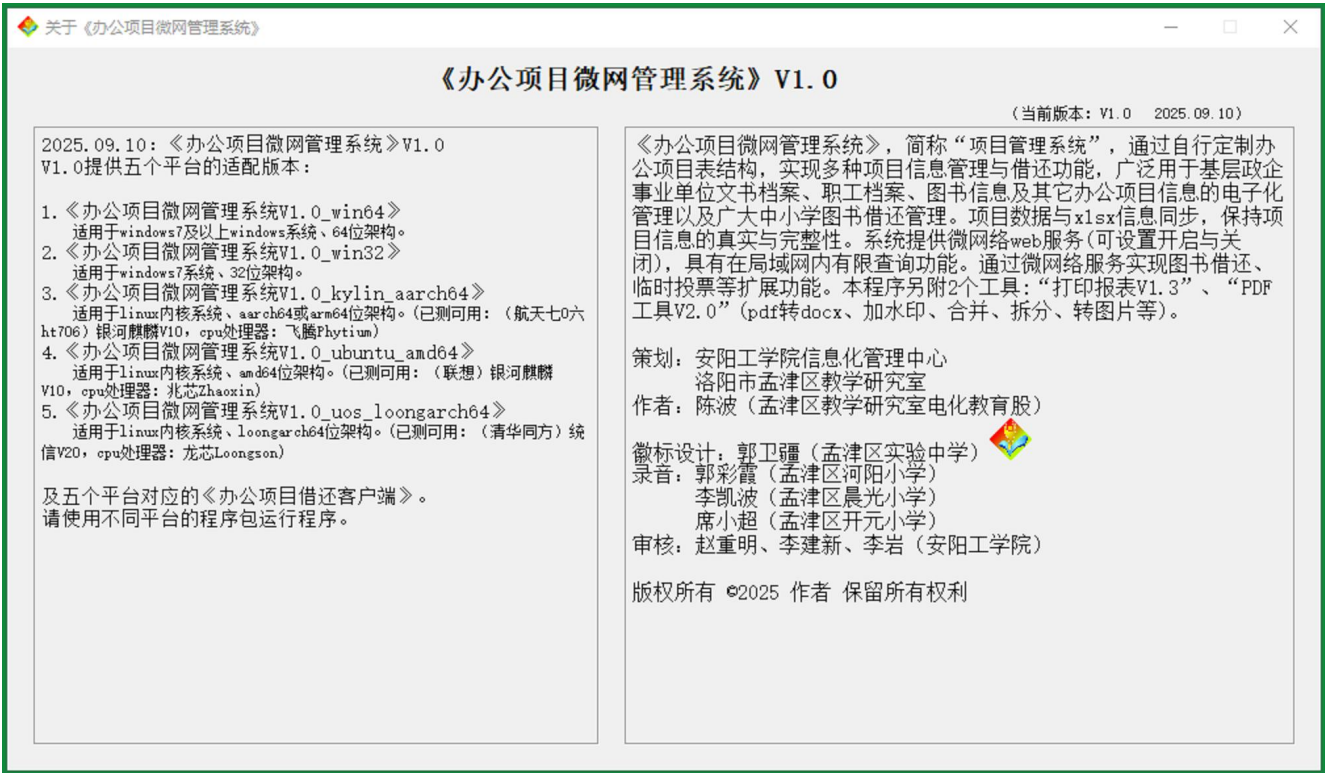 关于《办公项目微网管理系统》
《办公项目微网管理系统》V1.0
（当前版本：V1.0 2025.09.10）
2025.09.10：《办公项目微网管理系统》V1.0
V1.0提供五个平台的适配版本：
1.《办公项目微网管理系统V1.0_win64》
适用于windows7及以上windows系统、64位架构。
2.《办公项目微网管理系统V1.0_win32》
适用于windows7系统、32位架构。
3.《办公项目微网管理系统V1.0_kylin_aarch64》
适用于linux内核系统、aarch64或arm64位架构。(已测可用：（航天七0六
ht706）银河麒麟V10，cpu处理器：飞腾Phytium)
4.《办公项目微网管理系统V1.0_ubuntu_amd64》
适用于linux内核系统、amd64位架构。(已测可用：（联想）银河麒麟
V10，cpu处理器：兆芯Zhaoxin)
5.《办公项目微网管理系统V1.0_uos_loongarch64》
适用于linux内核系统、loongarch64位架构。(已测可用：（清华同方）统
信V20，cpu处理器：龙芯Loongson)
及五个平台对应的《办公项目借还客户端》。
请使用不同平台的程序包运行程序。
《办公项目微网管理系统》，简称“项目管理系统”，通过自行定制办
公项目表结构，实现多种项目信息管理与借还功能，广泛用于基层政企
事业单位文书档案、职工档案、图书信息及其它办公项目信息的电子化
管理以及广大中小学图书借还管理。项目数据与xlsx信息同步，保持项
目信息的真实与完整性。系统提供微网络web服务(可设置开启与关
闭)，具有在局域网内有限查询功能。通过微网络服务实现图书借还、
临时投票等扩展功能。本程序另附2个工具：“打印报表V1.3”、“PDF
工具V2.0”(pdf转docx、加水印、合并、拆分、转图片等)。
策划：安阳工学院信息化管理中心
洛阳市孟津区教学研究室
作者：陈波（孟津区教学研究室电化教育股）
徽标设计：郭卫疆（孟津区实验中学）
录音：郭彩霞（孟津区河阳小学）
李凯波（孟津区晨光小学）
席小超（孟津区开元小学）
审核：赵重明、李建新、李岩（安阳工学院）
版权所有 ©2025 作者 保留所有权利